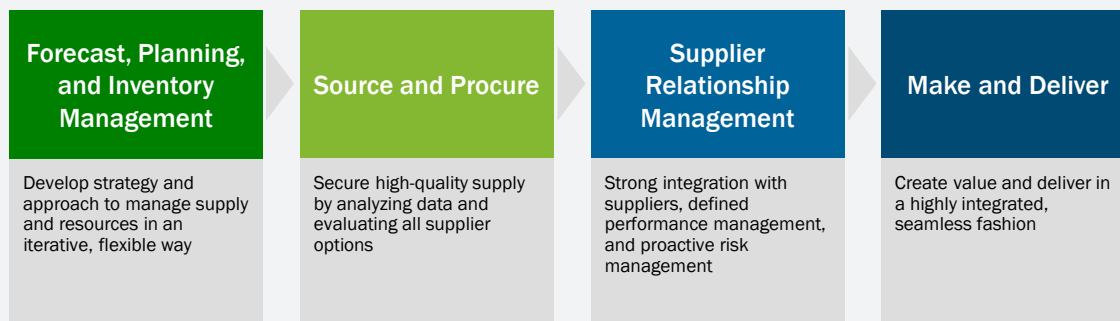 Forecast, Planning,
and Inventory
Management
Develop strategy and
approach to manage supply
and resources in an
iterative, flexible way
Source and Procure
Secure high-quality supply
by analyzing data and
evaluating all supplier
options
Supplier
Relationship
Management
Strong integration with
suppliers, defined
performance management,
and proactive risk
management
Make and Deliver
Create value and deliver in
a highly integrated,
seamless fashion